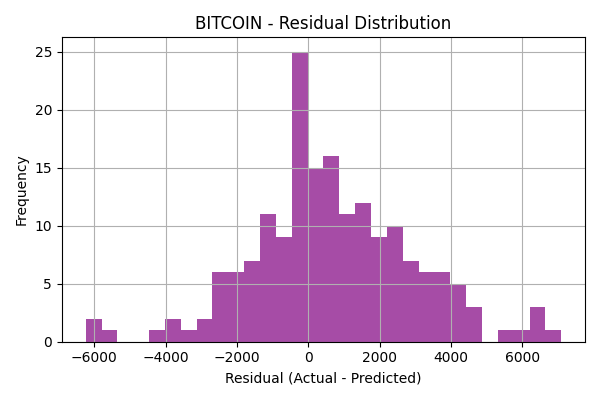 BITCOIN - Residual Distribution
25
20
15
10
5
0
Frequency
−6000 −4000 −2000 0 2000 4000 6000
Residual (Actual - Predicted)